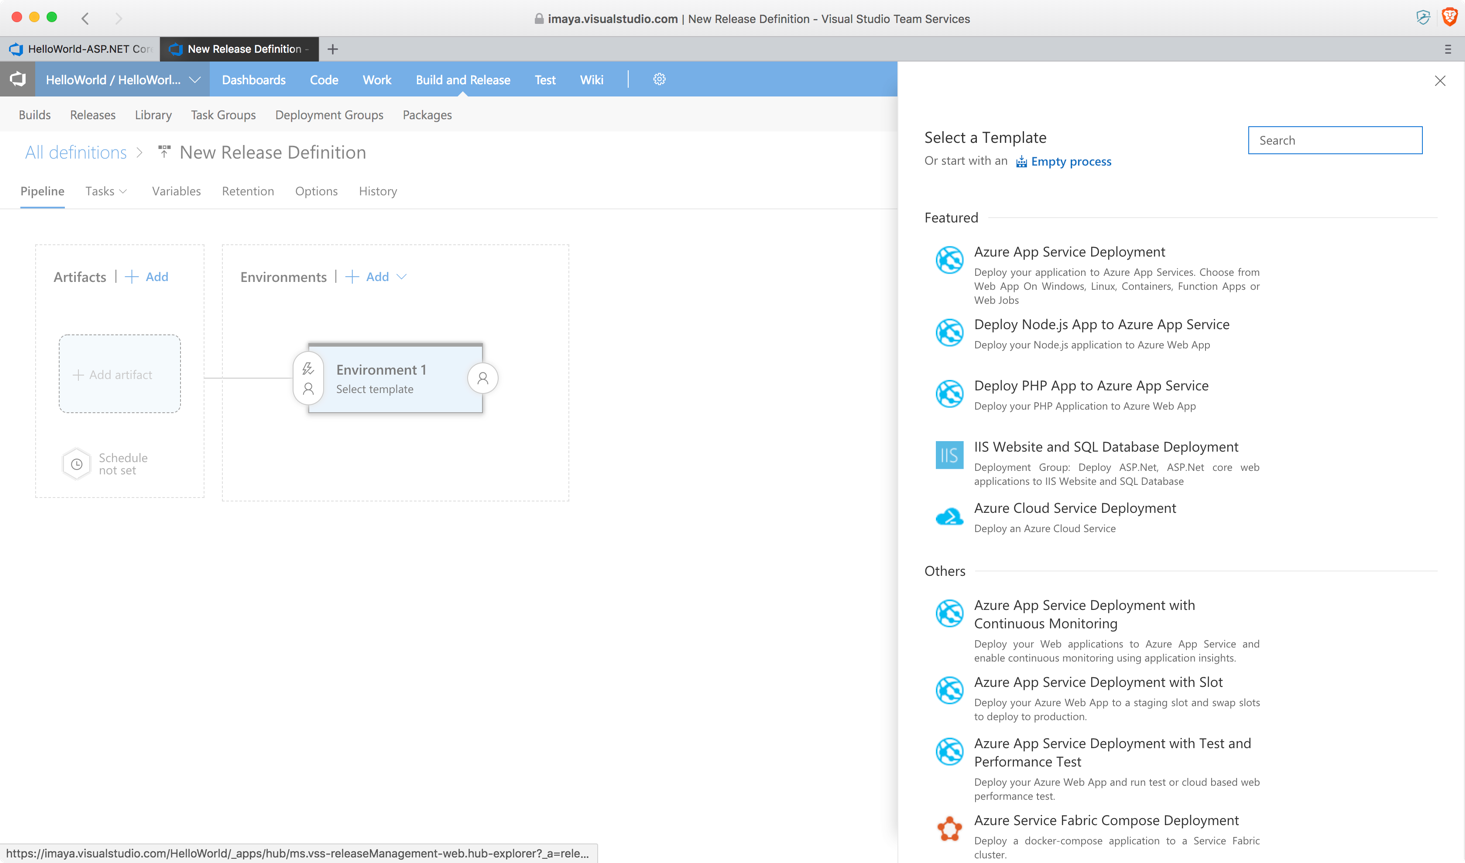 imaya.visualstudio.com | New Release Definition - Visual Studio Team Services
HelloWorld-ASP.NET Cor
New Release Definition -
HelloWorld / HelloWorl...
Dashboards
Code
Work
Build and Release
Test
Wiki
Builds
Releases
Library
Task Groups
Deployment Groups
Packages
All definitions > New Release Definition
Pipeline
Tasks
Variables
Retention
Options
History
Artifacts | + Add
+ Add artifact
Schedule
not set
Environments | + Add
Environment 1
Select template
Select a Template
Or start with an Empty process
Search
Featured
Azure App Service Deployment
Deploy your application to Azure App Services. Choose from
Web App On Windows, Linux, Containers, Function Apps or
Web Jobs
Deploy Node.js App to Azure App Service
Deploy your Node.js application to Azure Web App
Deploy PHP App to Azure App Service
Deploy your PHP Application to Azure Web App
IIS
IIS Website and SQL Database Deployment
Deployment Group: Deploy ASP.Net, ASP.Net core web
applications to IIS Website and SQL Database
Azure Cloud Service Deployment
Deploy an Azure Cloud Service
Others
Azure App Service Deployment with
Continuous Monitoring
Deploy your Web applications to Azure App Service and
enable continuous monitoring using application insights.
Azure App Service Deployment with Slot
Deploy your Azure Web App to a staging slot and swap slots
to deploy to production.
Azure App Service Deployment with Test and
Performance Test
Deploy your Azure Web App and run test or cloud based web
performance test.
Azure Service Fabric Compose Deployment
Deploy a docker-compose application to a Service Fabric
cluster.
https://imaya.visualstudio.com/HelloWorld/_apps/hub/ms.vss-releaseManagement-web.hub-explorer?_a=rele...